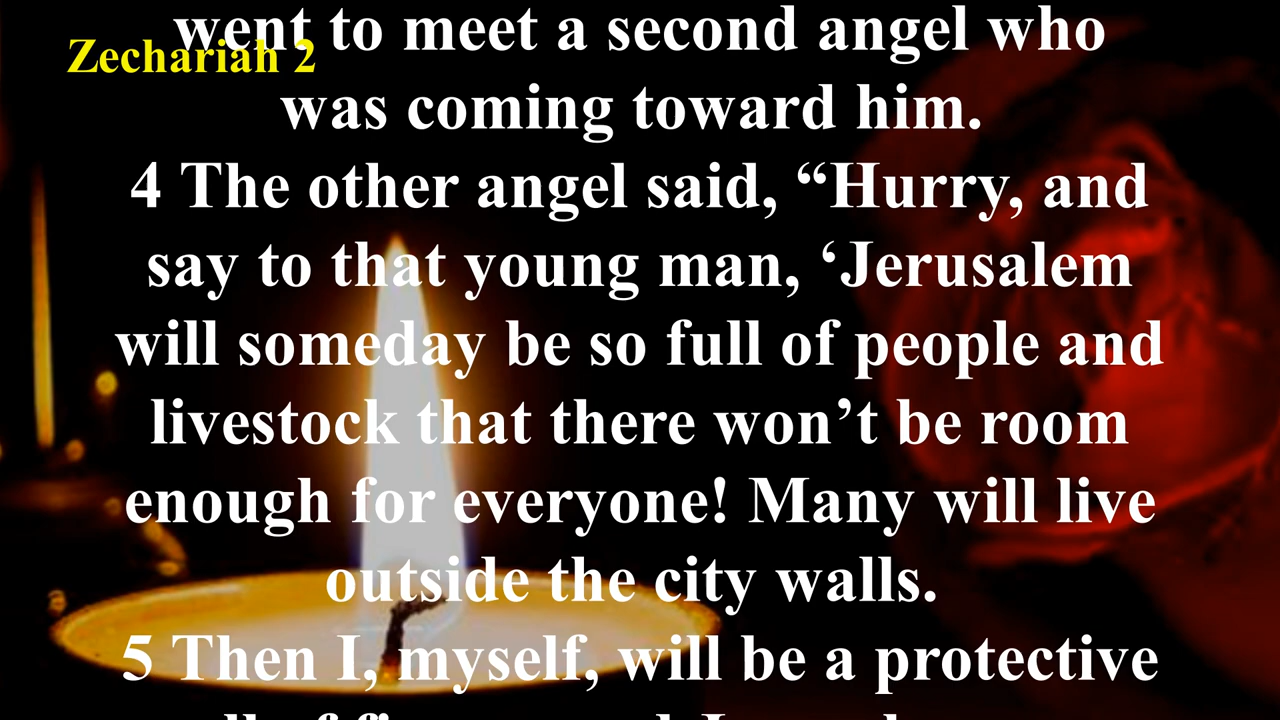 went to meet a second angel who
Zechariah 2
was coming toward him.
4 The other angel said, “Hurry, and
say to that young man, ‘Jerusalem
will someday be so full of people and
livestock that there won’t be room
enough for everyone! Many will live
outside the city walls.
5 Then I, myself, will be a protective